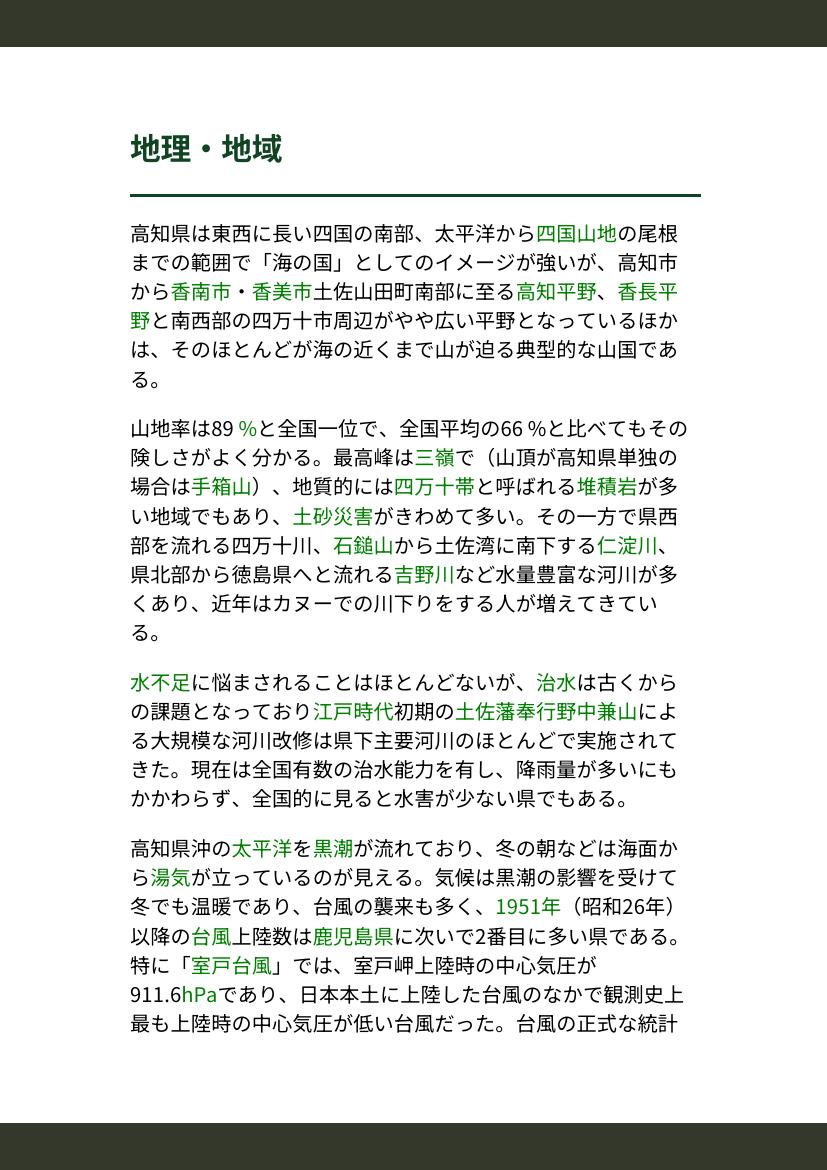 地理・地域
高知県は東西に長い四国の南部、太平洋から四国山地の尾根
までの範囲で「海の国」としてのイメージが強いが、高知市
から香南市・香美市土佐山田町南部に至る高知平野、香長平
野と南西部の四万十市周辺がやや広い平野となっているほか
は、そのほとんどが海の近くまで山が迫る典型的な山国であ
る。
山地率は89 %と全国一位で、全国平均の66 %と比べてもその
険しさがよく分かる。最高峰は三嶺で（山頂が高知県単独の
場合は手箱山）、地質的には四万十帯と呼ばれる堆積岩が多
い地域でもあり、土砂災害がきわめて多い。その一方で県西
部を流れる四万十川、石鎚山から土佐湾に南下する仁淀川、
県北部から徳島県へと流れる吉野川など水量豊富な河川が多
くあり、近年はカヌーでの川下りをする人が増えてきてい
る。
水不足に悩まされることはほとんどないが、治水は古くから
の課題となっており江戸時代初期の土佐藩奉行野中兼山によ
る大規模な河川改修は県下主要河川のほとんどで実施されて
きた。現在は全国有数の治水能力を有し、降雨量が多いにも
かかわらず、全国的に見ると水害が少ない県でもある。
高知県沖の太平洋を黒潮が流れており、冬の朝などは海面か
ら湯気が立っているのが見える。気候は黒潮の影響を受けて
冬でも温暖であり、台風の襲来も多く、1951年（昭和26年）
以降の台風上陸数は鹿児島県に次いで2番目に多い県である。
特に「室戸台風」では、室戸岬上陸時の中心気圧が
911.6hPaであり、日本本土に上陸した台風のなかで観測史上
最も上陸時の中心気圧が低い台風だった。台風の正式な統計